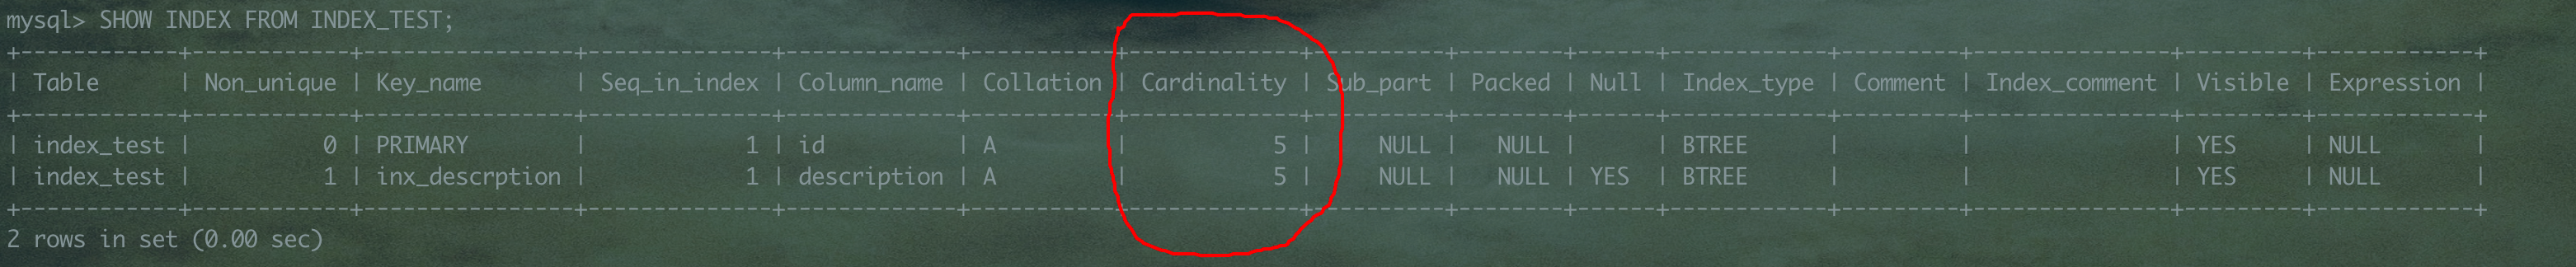 mysql> SHOW INDEX FROM INDEX_TEST;
+------------+------------+----------------+--------------+-------------+-----------+-------------+----------+--------+------+------------+---------+---------------+---------+------------+
| Table      | Non_unique | Key_name       | Seq_in_index | Column_name | Collation | Cardinality | Sub_part | Packed | Null | Index_type | Comment | Index_comment | Visible | Expression |
+------------+------------+----------------+--------------+-------------+-----------+-------------+----------+--------+------+------------+---------+---------------+---------+------------+
| index_test |          0 | PRIMARY        |            1 | id          | A         |           5 |     NULL |   NULL |      | BTREE      |         |               | YES     | NULL       |
| index_test |          1 | inx_descrption |            1 | description | A         |           5 |     NULL |   NULL | YES  | BTREE      |         |               | YES     | NULL       |
+------------+------------+----------------+--------------+-------------+-----------+-------------+----------+--------+------+------------+---------+---------------+---------+------------+
2 rows in set (0.00 sec)